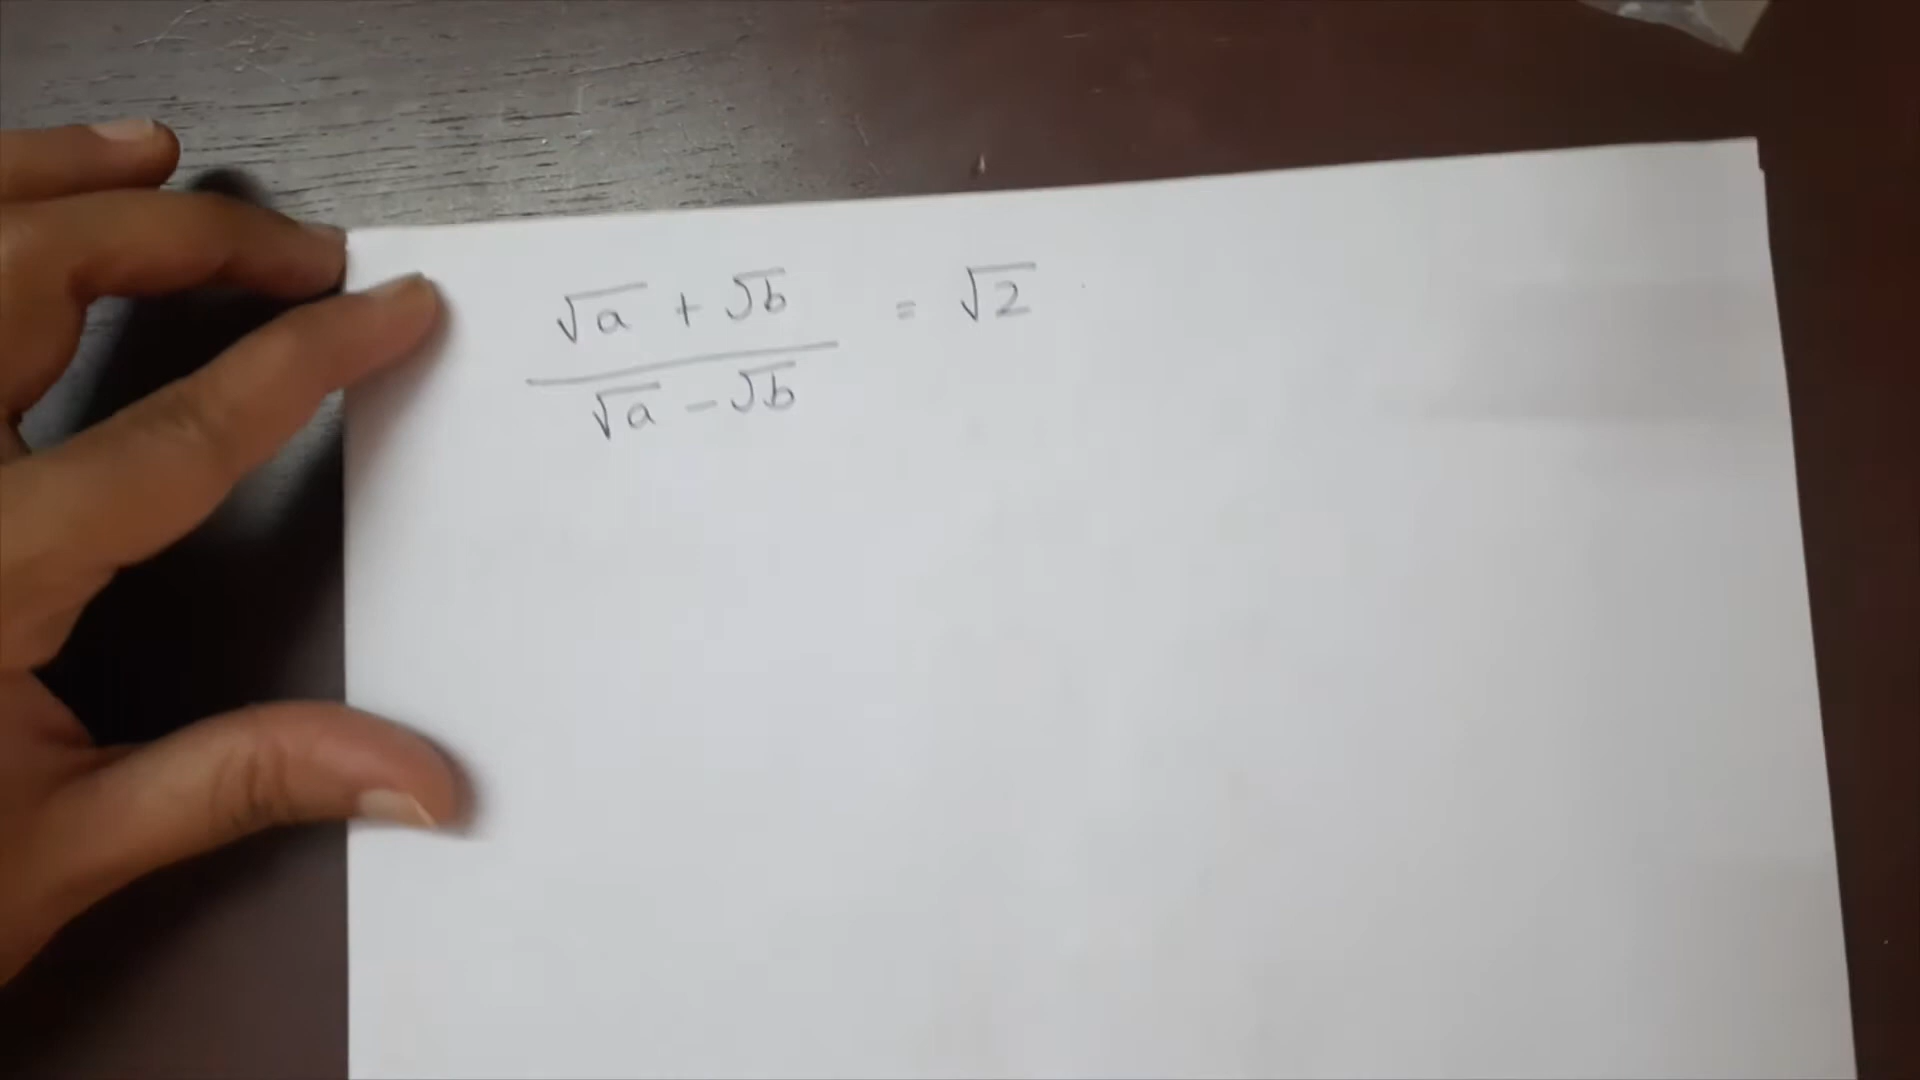 √a + √b = √2
√a - √b